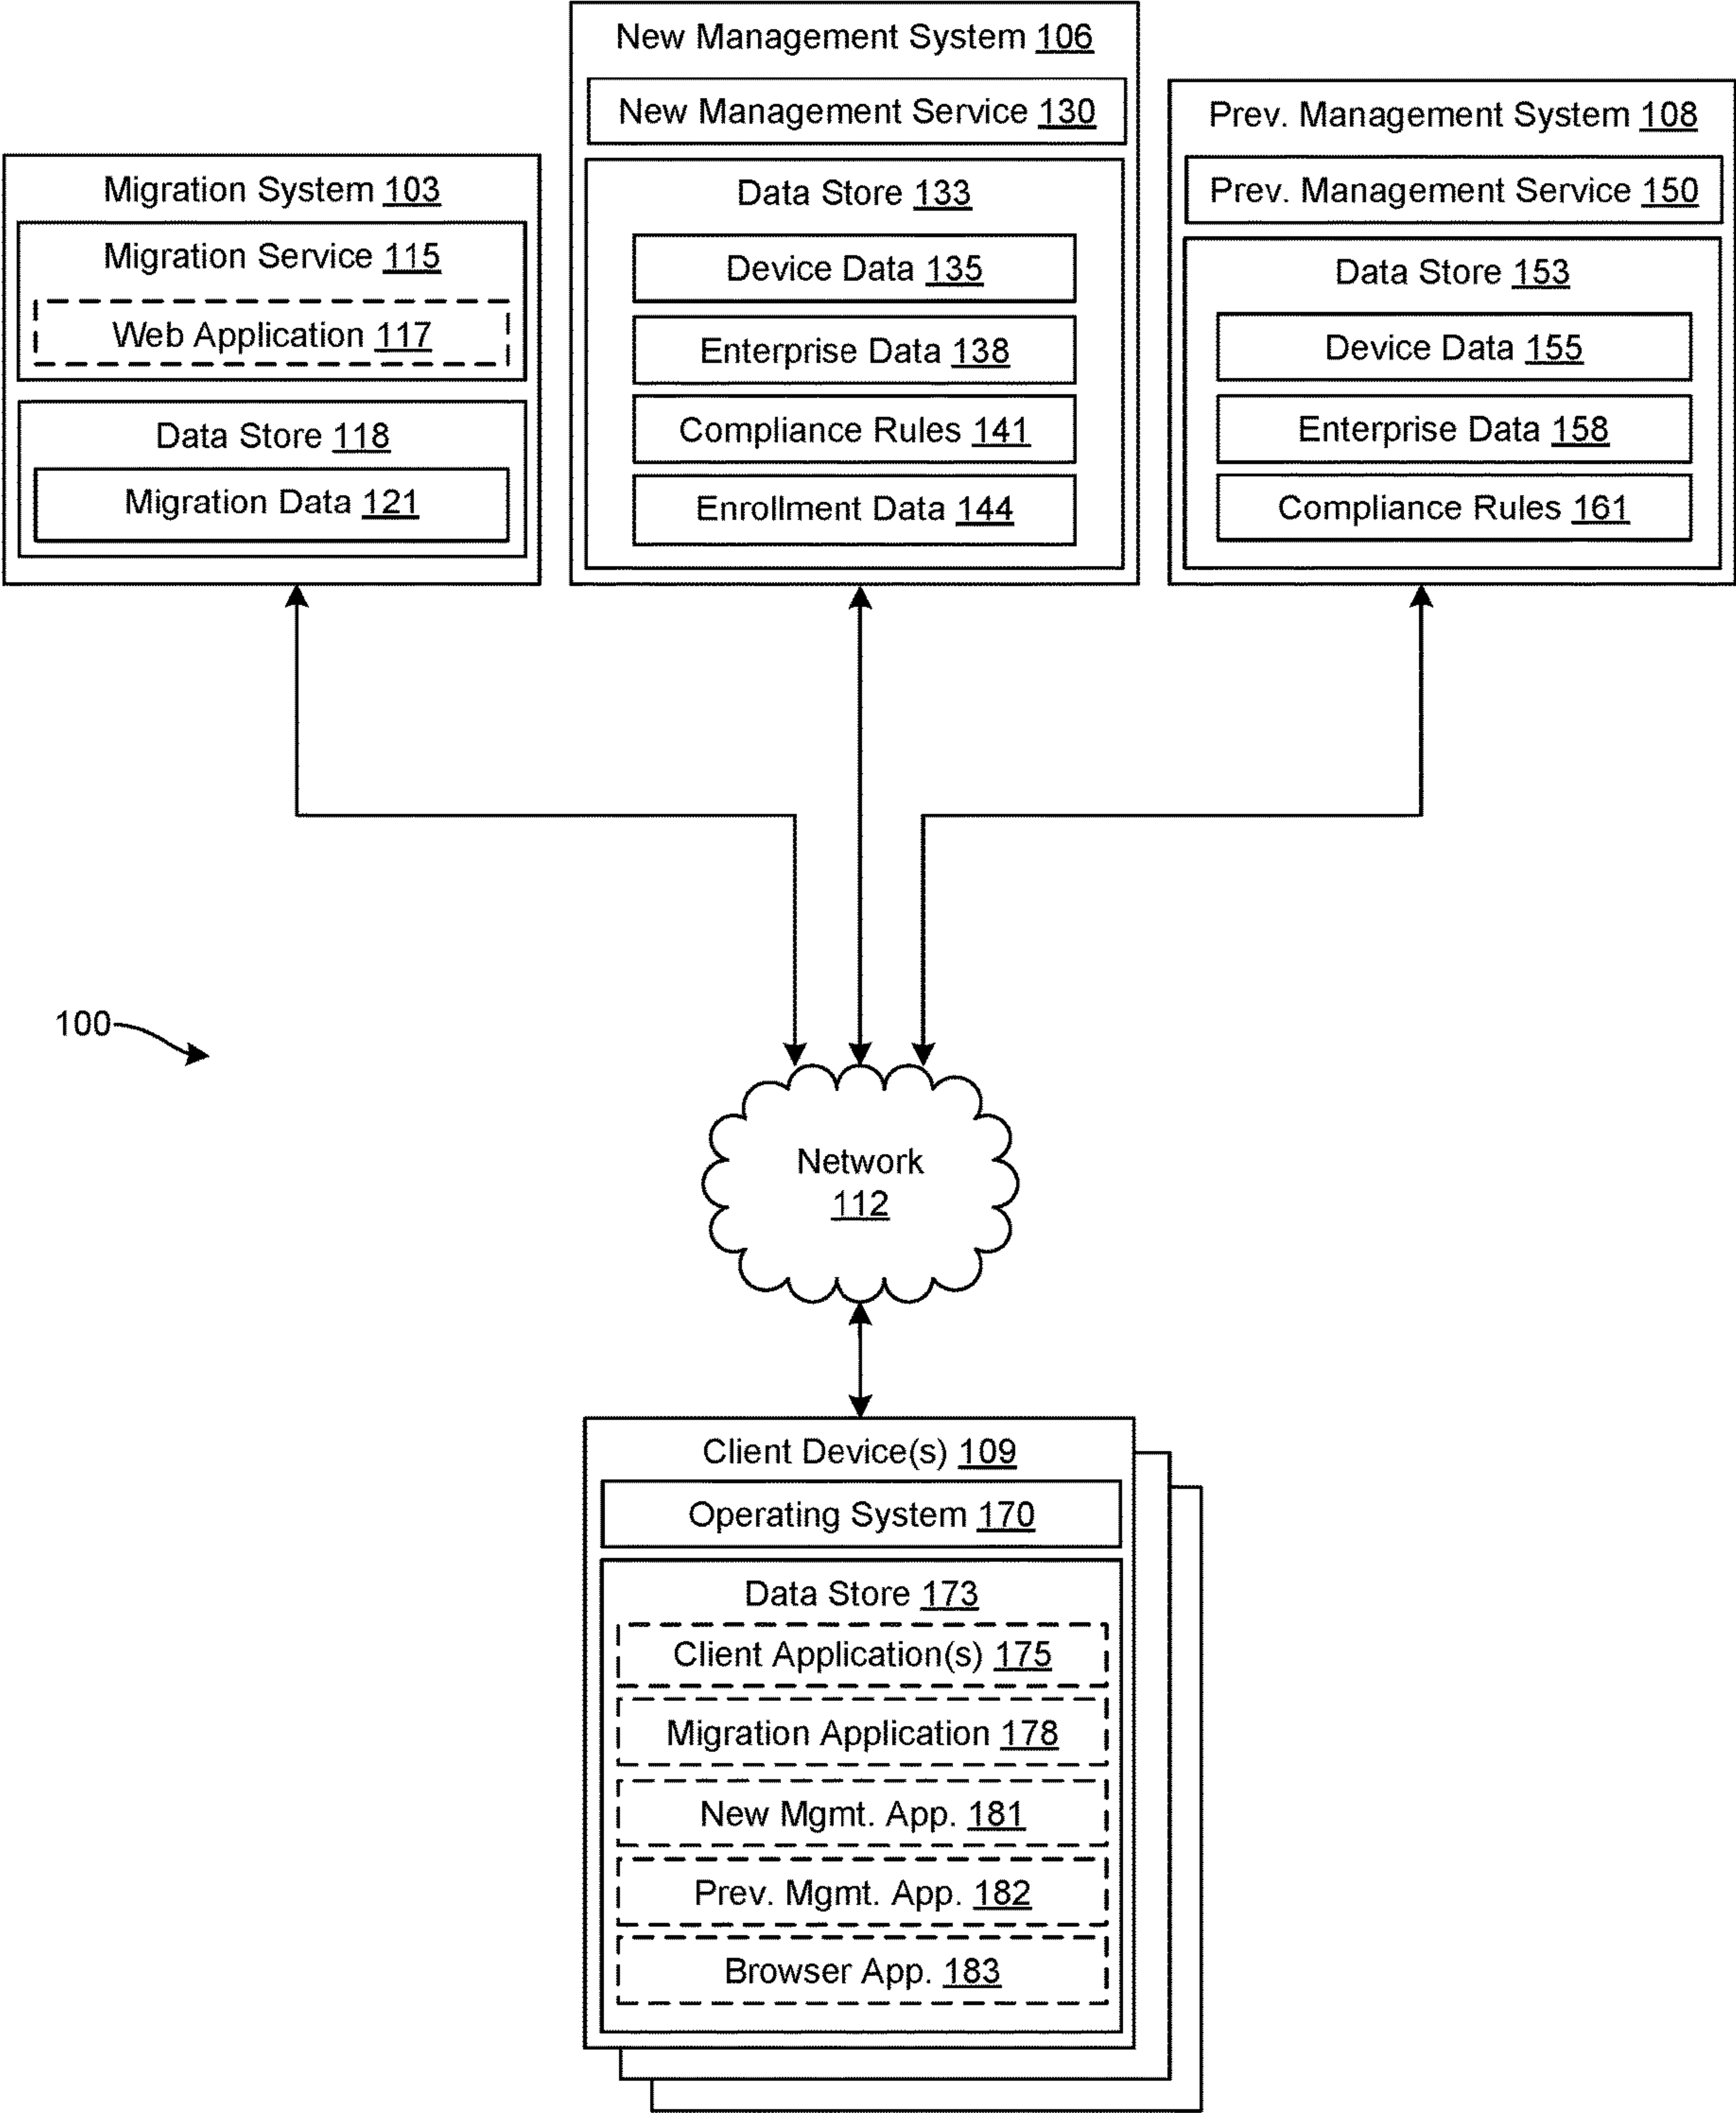 New Management System 106
New Management Service 130
Data Store 133
Device Data 135
Enterprise Data 138
Compliance Rules 141
Enrollment Data 144
Prev. Management System 108
Prev. Management Service 150
Data Store 153
Device Data 155
Enterprise Data 158
Compliance Rules 161
Migration System 103
Migration Service 115
Web Application 117
Data Store 118
Migration Data 121
100
Network
112
Client Device(s) 109
Operating System 170
Data Store 173
Client Application(s) 175
Migration Application 178
New Mgmt. App. 181
Prev. Mgmt. App. 182
Browser App. 183